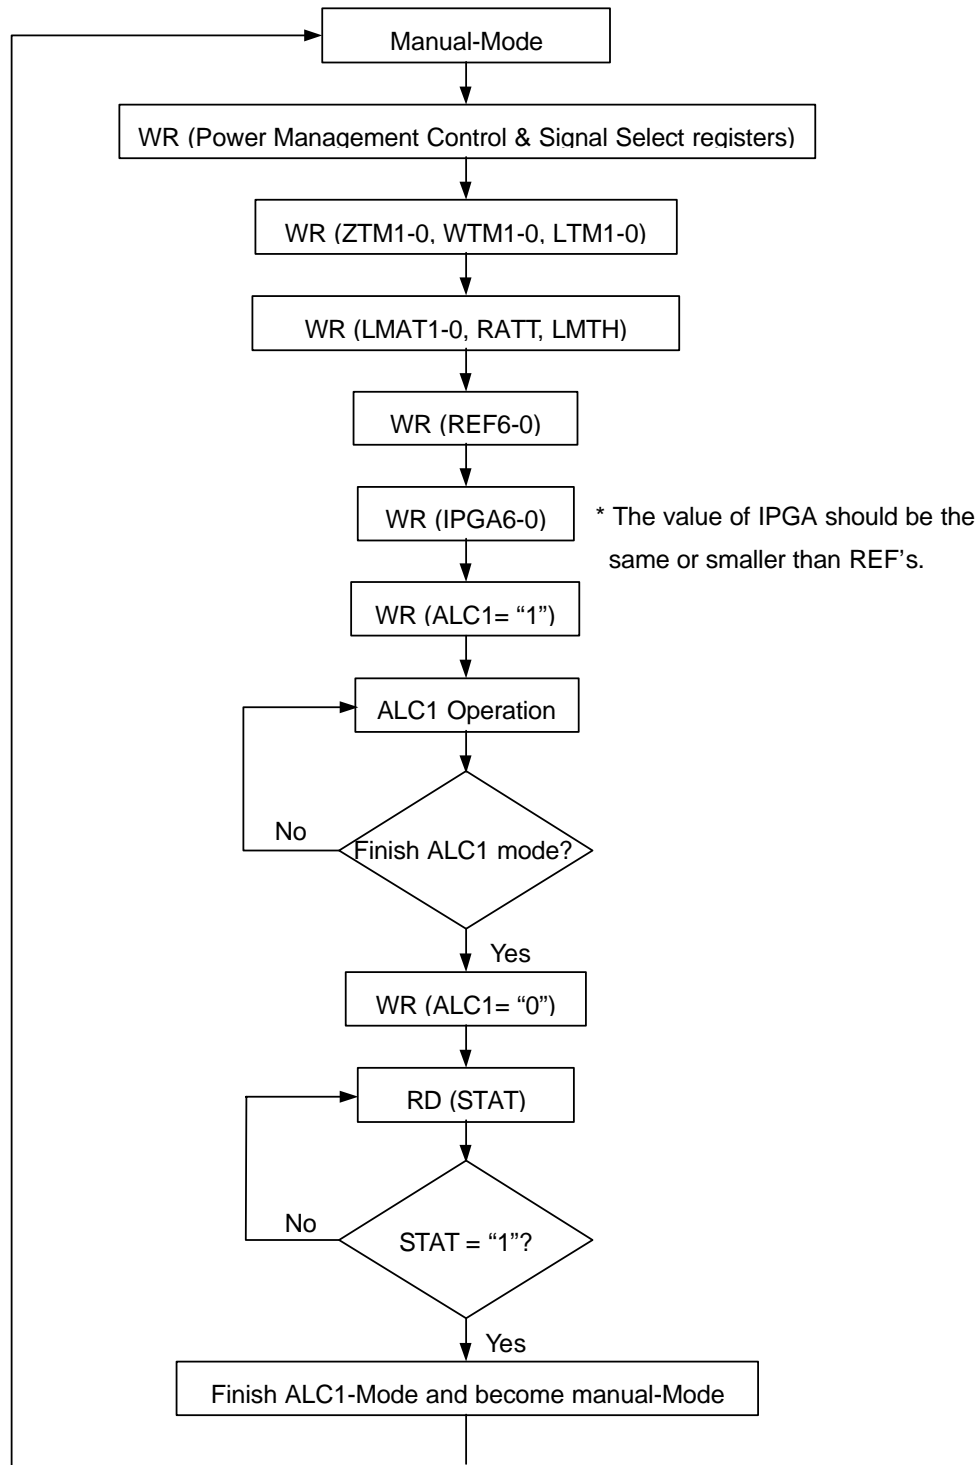 Manual-Mode
WR (Power Management Control & Signal Select registers)
WR (ZTM1-0, WTM1-0, LTM1-0)
WR (LMAT1-0, RATT, LMTH)
WR (REF6-0)
WR (IPGA6-0)
* The value of IPGA should be the
same or smaller than REF’s.
WR (ALC1= “1”)
ALC1 Operation
No
Finish ALC1 mode?
Yes
WR (ALC1= “0”)
RD (STAT)
No
STAT = “1”?
Yes
Finish ALC1-Mode and become manual-Mode